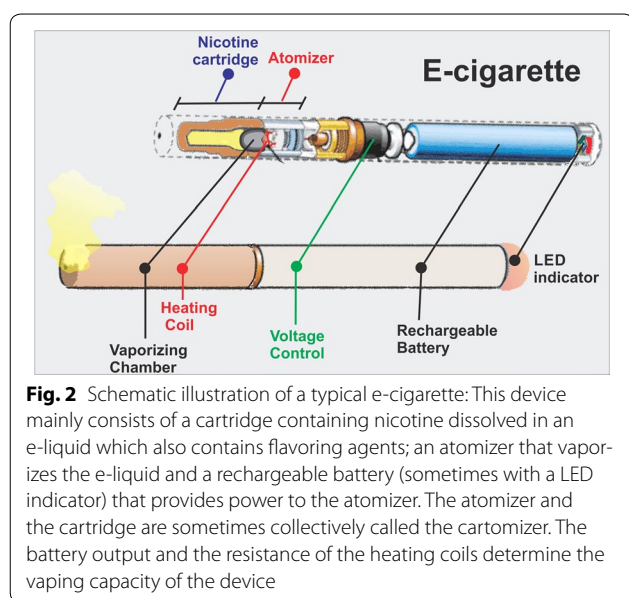 Nicotine
cartridge
Atomizer
E-cigarette
LED
indicator
Heating
Coil
Voltage
Control
Rechargeable
Battery
Vaporizing
Chamber
Fig. 2 Schematic illustration of a typical e-cigarette: This device
mainly consists of a cartridge containing nicotine dissolved in an
e-liquid which also contains flavoring agents; an atomizer that vapor-
izes the e-liquid and a rechargeable battery (sometimes with a LED
indicator) that provides power to the atomizer. The atomizer and
the cartridge are sometimes collectively called the cartomizer. The
battery output and the resistance of the heating coils determine the
vaping capacity of the device